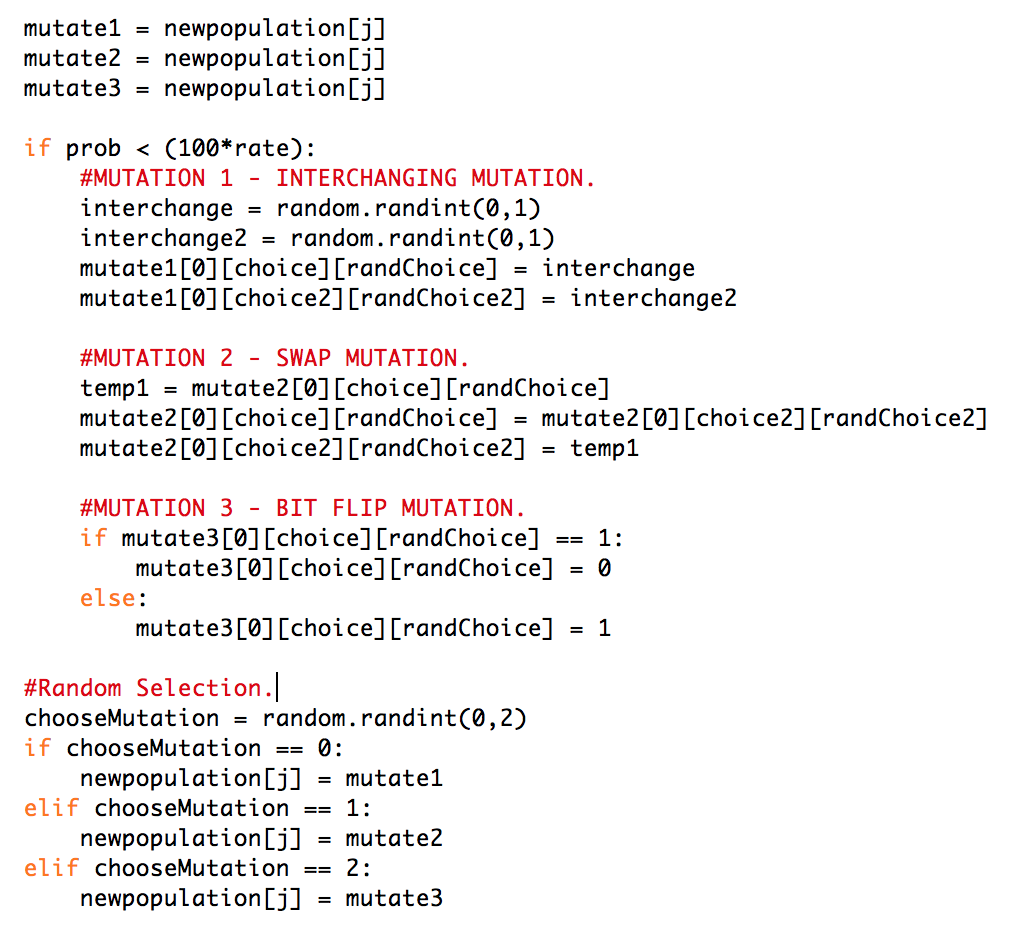 mutate1 = newpopulation[j]
mutate2 = newpopulation[j]
mutate3 = newpopulation[j]

if prob < (100*rate):
    #MUTATION 1 - INTERCHANGING MUTATION.
    interchange = random.randint(0,1)
    interchange2 = random.randint(0,1)
    mutate1[0][choice][randChoice] = interchange
    mutate1[0][choice2][randChoice2] = interchange2

    #MUTATION 2 - SWAP MUTATION.
    temp1 = mutate2[0][choice][randChoice]
    mutate2[0][choice][randChoice] = mutate2[0][choice2][randChoice2]
    mutate2[0][choice2][randChoice2] = temp1

    #MUTATION 3 - BIT FLIP MUTATION.
    if mutate3[0][choice][randChoice] == 1:
        mutate3[0][choice][randChoice] = 0
    else:
        mutate3[0][choice][randChoice] = 1

#Random Selection.
chooseMutation = random.randint(0,2)
if chooseMutation == 0:
    newpopulation[j] = mutate1
elif chooseMutation == 1:
    newpopulation[j] = mutate2
elif chooseMutation == 2:
    newpopulation[j] = mutate3